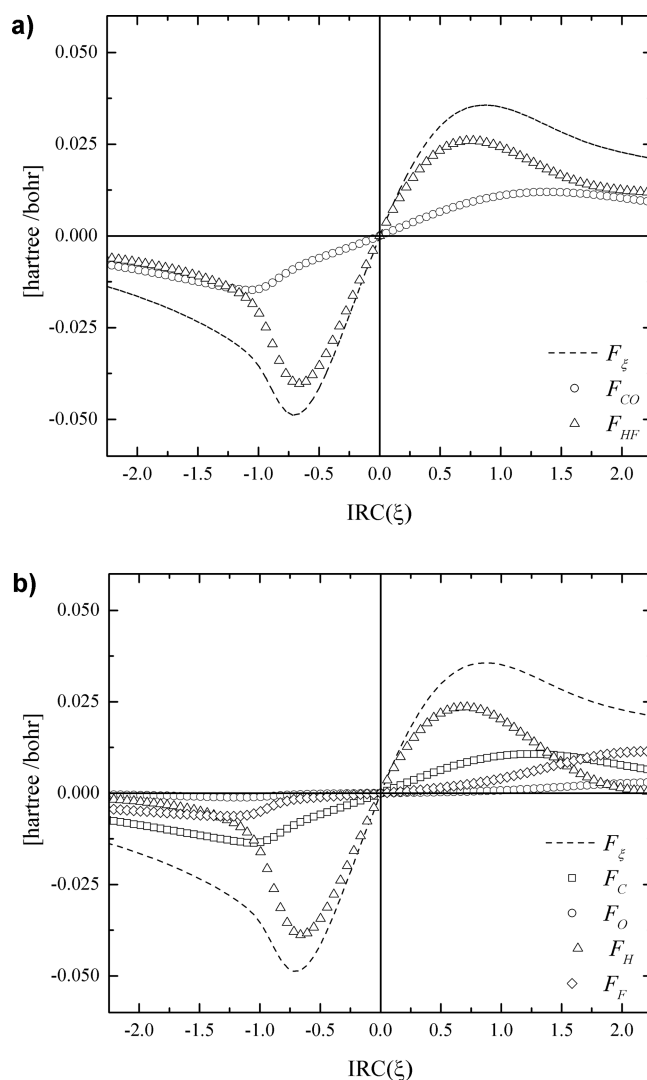 a)
0.050
0.025
0.000
-0.025
-0.050
[hartree /bohr]
-2.0 -1.5 -1.0 -0.5 0.0 0.5 1.0 1.5 2.0
IRC(ξ)
F_ξ
F_CO
F_HF
b)
0.050
0.025
0.000
-0.025
-0.050
[hartree /bohr]
-2.0 -1.5 -1.0 -0.5 0.0 0.5 1.0 1.5 2.0
IRC(ξ)
F_ξ
F_C
F_O
F_H
F_F